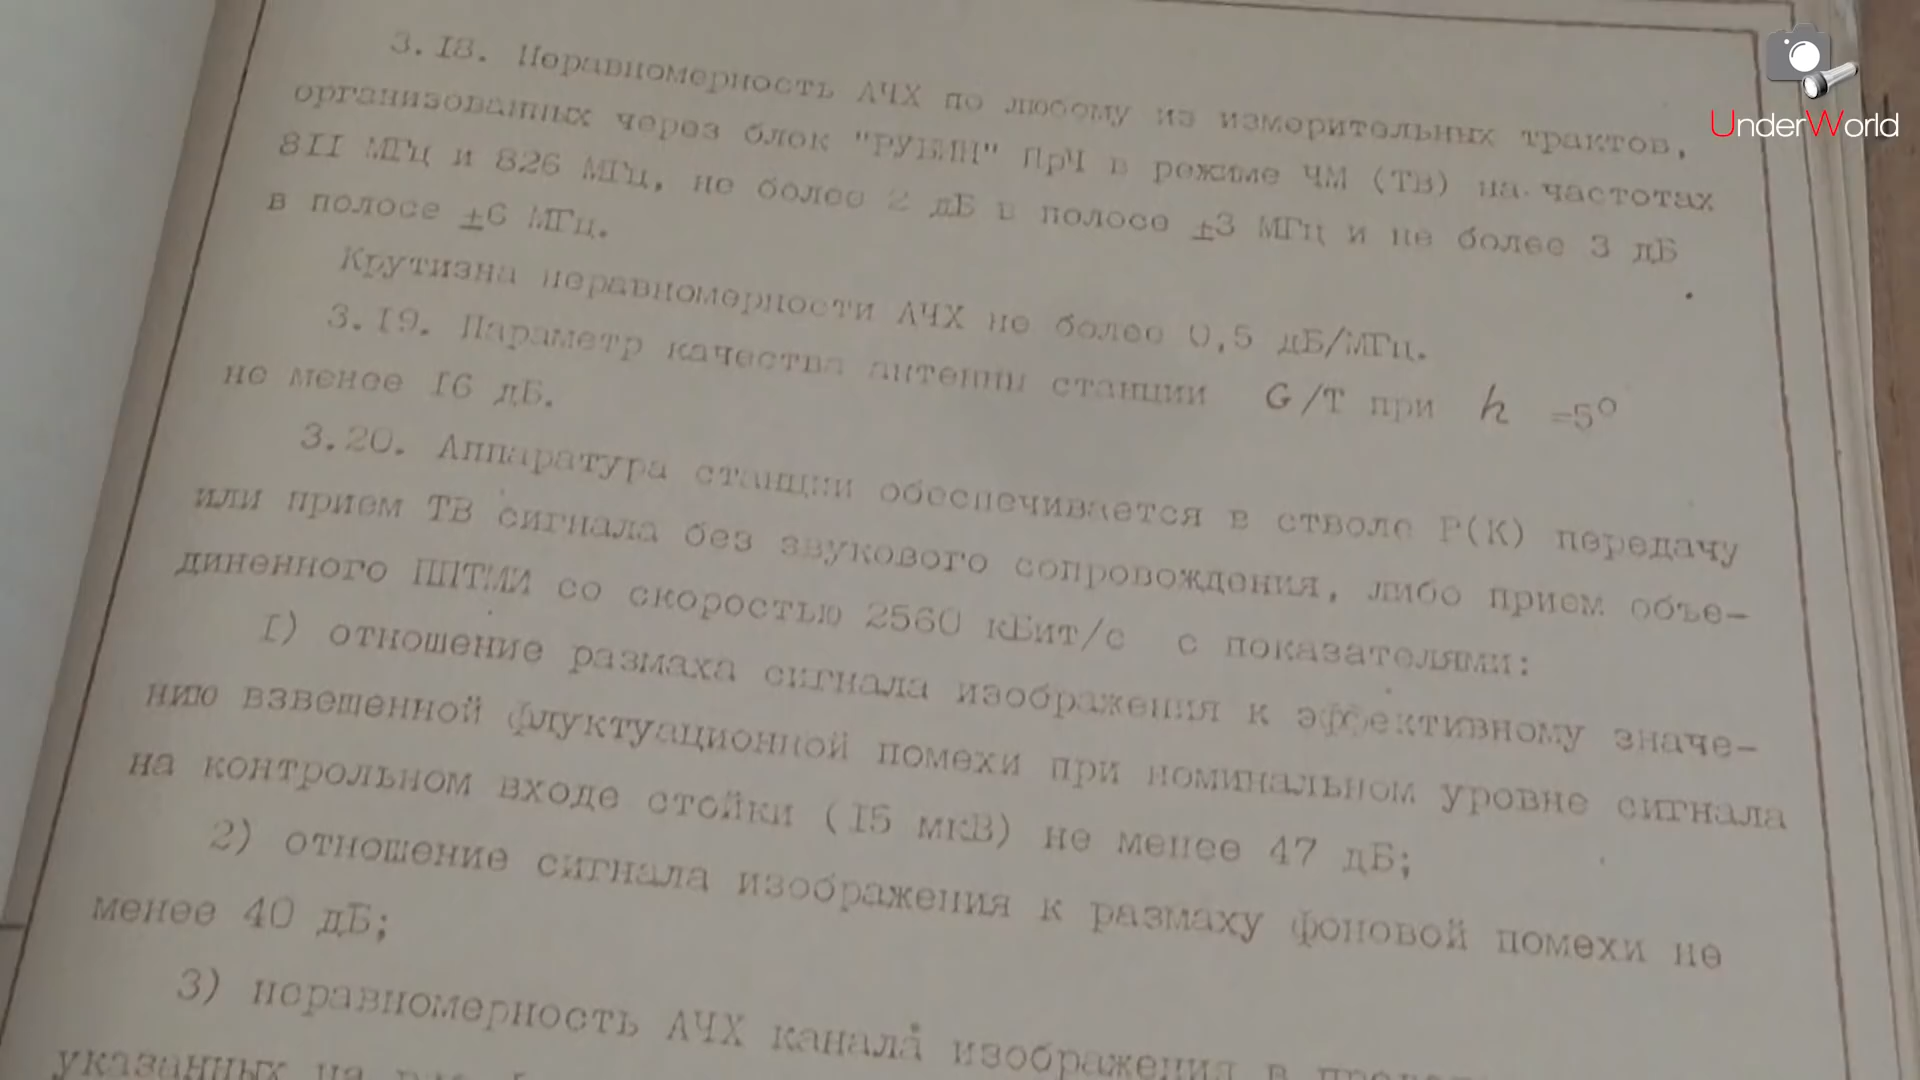 3.18. Неравномерность АЧХ по любому из измерительных трактов,
организованных через блок "РУБИН" ПрЧ в режиме ЧМ (ТВ) на частотах
811 МГц и 826 МГц, не более 2 дБ в полосе ±3 МГц и не более 3 дБ
в полосе ±6 МГц.
Крутизна неравномерности АЧХ не более 0,5 дБ/МГц.
3.19. Параметр качества антенны станции G/T при h =5°
не менее 16 дБ.
3.20. Аппаратура станции обеспечивается в стволе Р(К) передачу
или прием ТВ сигнала без звукового сопровождения, либо прием объе-
диненного ПШТМИ со скоростью 2560 кБит/с с показателями:
1) отношение размаха сигнала изображения к эффективному значе-
нию взвешенной флуктуационной помехи при номинальном уровне сигнала
на контрольном входе стойки (15 мкВ) не менее 47 дБ;
2) отношение сигнала изображения к размаху фоновой помехи не
менее 40 дБ;
3) неравномерность АЧХ канала изображения в
указанных на
UnderWorld